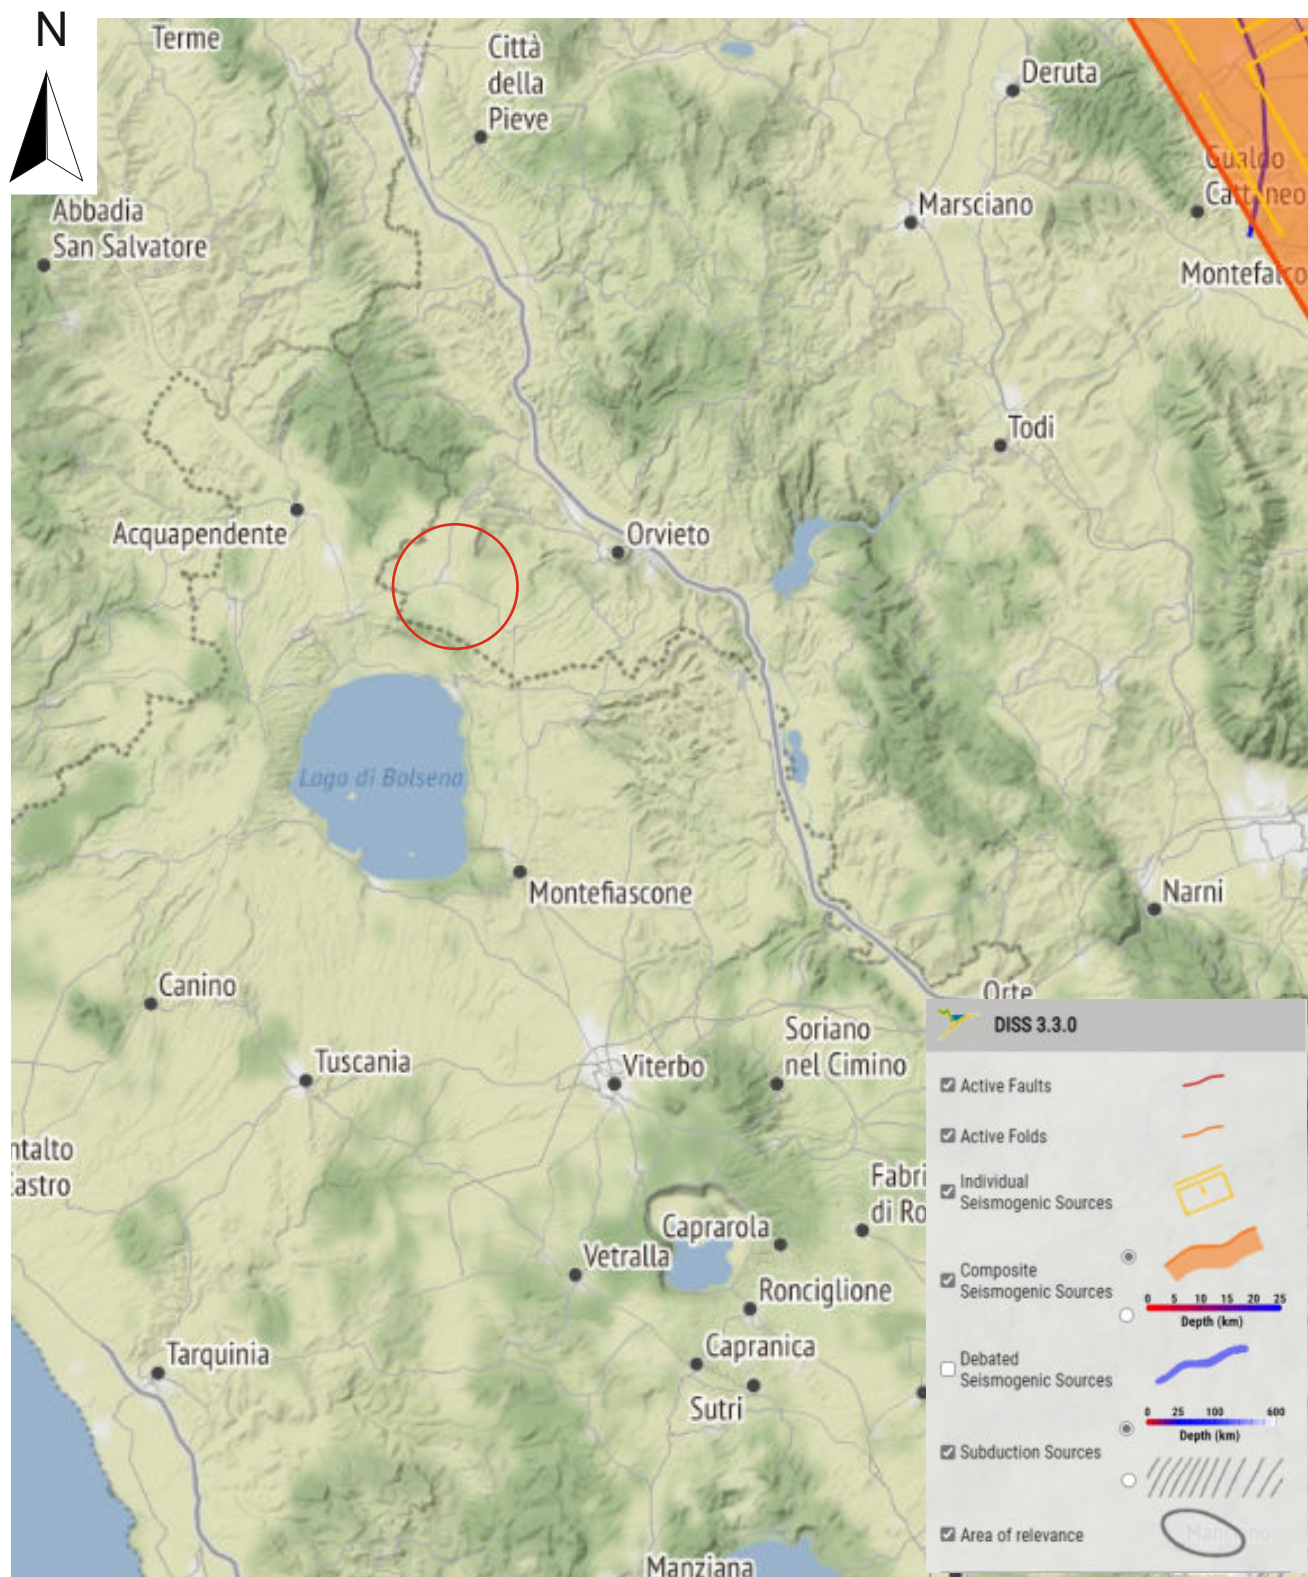 N
Terme
Città
della
Pieve
Deruta
Gualdo
Cattaneo
Abbadia
San Salvatore
Marsciano
Montefalco
Todi
Acquapendente
Orvieto
Lago di Bolsena
Montefiascone
Narni
Canino
Orte
Soriano
nel Cimino
Tuscania
Viterbo
ntalto
astro
Fabri
di Ro
Caprarola
Vetralla
Ronciglione
Capranica
Tarquinia
Sutri
Manziana
DISS 3.3.0
Active Faults
Active Folds
Individual
Seismogenic Sources
Composite
Seismogenic Sources
0 5 10 15 20 25
Depth (km)
Debated
Seismogenic Sources
0 25 100 600
Depth (km)
Subduction Sources
Area of relevance